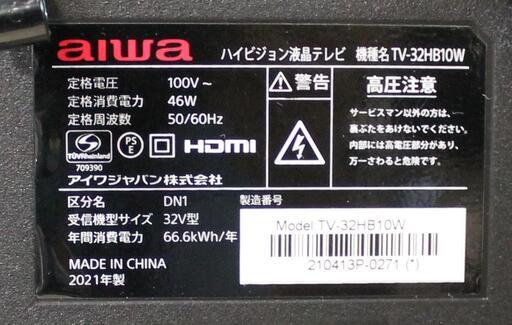 aiwa ハイビジョン液晶テレビ 機種名 TV-32HB10W
定格電圧 100V～
定格消費電力 46W
定格周波数 50/60Hz
TÜVRheinland
709390
PS
E
HDMI
アイワジャパン株式会社
⚠警告
高圧注意
サービスマン以外の方は、
裏ぶたをあけないでください。
内部には高電圧部分があり、
万一さわると危険です。
区分名 DN1
受信機型サイズ 32V型
年間消費電力 66.6kWh/年
MADE IN CHINA
2021年製
製造番号
Model:TV-32HB10W
210413P-0271 (*)